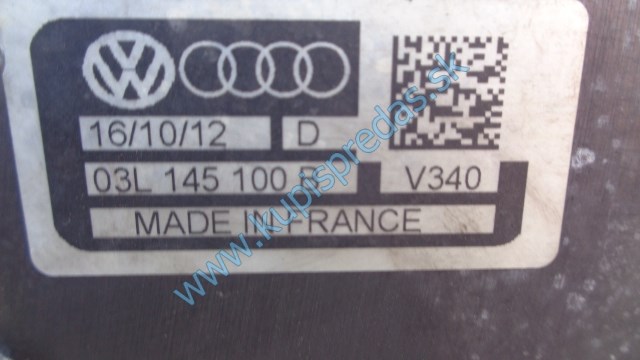 16/10/12 D
03L 145 100 B V340
MADE IN FRANCE
www.kupispredas.sk